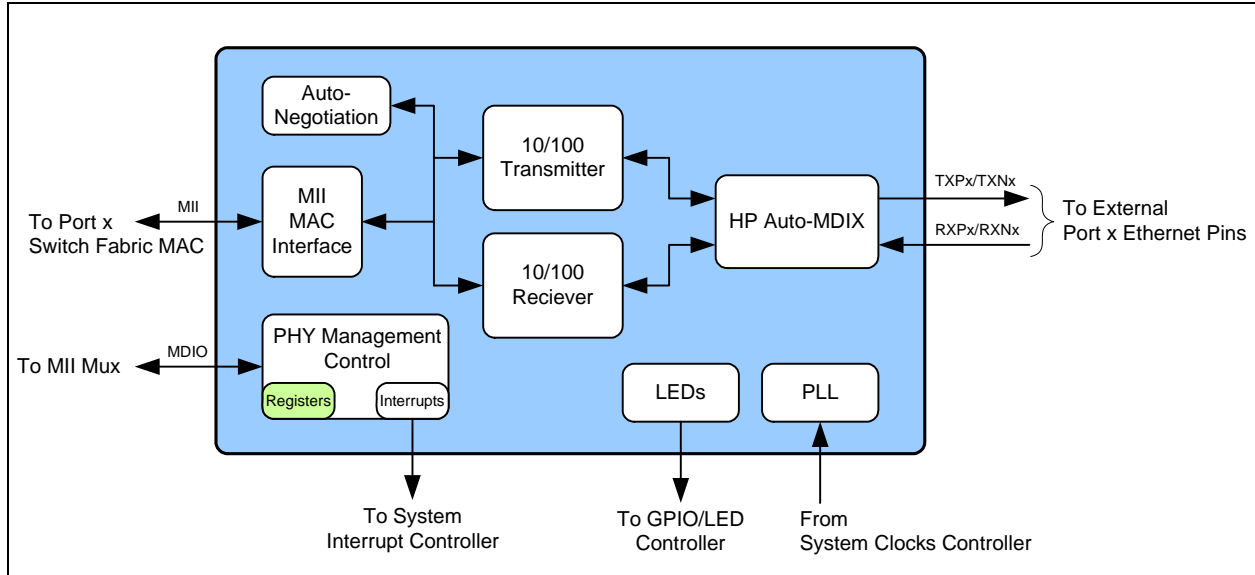 Auto-
Negotiation
10/100
Transmitter
MII
MAC
Interface
MII
To Port x
Switch Fabric MAC
HP Auto-MDIX
TXPx/TXNx
RXPx/RXNx
To External
Port x Ethernet Pins
10/100
Reciever
PHY Management
Control
Registers
Interrupts
MDIO
To MII Mux
LEDs
PLL
To System
Interrupt Controller
To GPIO/LED
Controller
From
System Clocks Controller